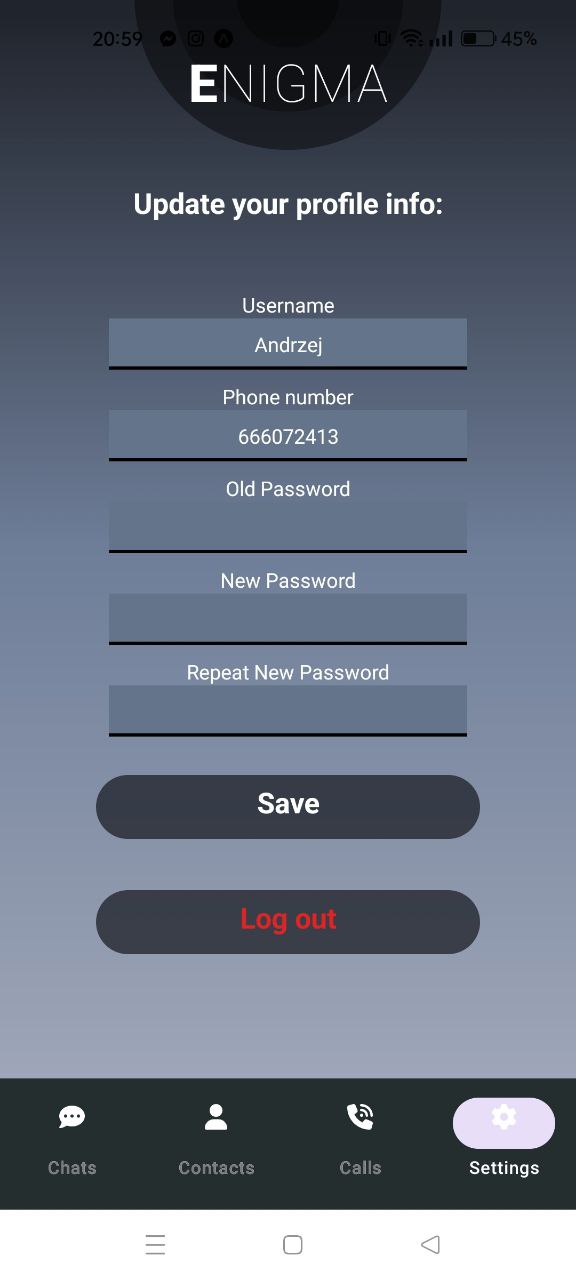 20:59
45%
ENIGMA
Update your profile info:
Username
Andrzej
Phone number
666072413
Old Password
New Password
Repeat New Password
Save
Log out
Chats Contacts Calls Settings